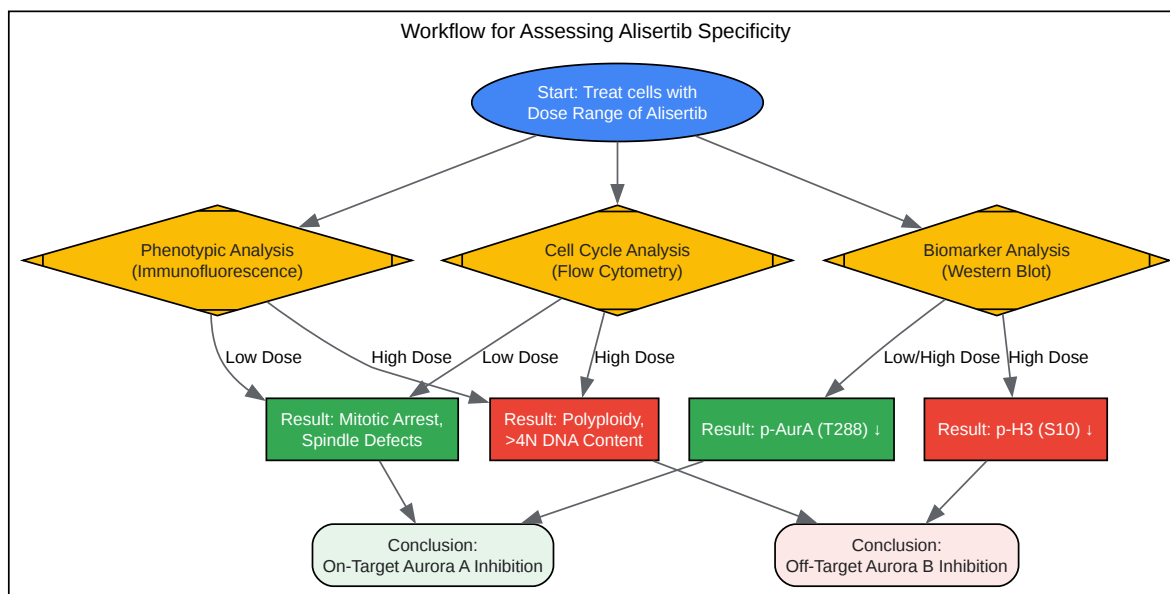 Workflow for Assessing Alisertib Specificity
Start: Treat cells with
Dose Range of Alisertib
Phenotypic Analysis
(Immunofluorescence)
Cell Cycle Analysis
(Flow Cytometry)
Biomarker Analysis
(Western Blot)
Low Dose
High Dose
Low Dose
High Dose
Low/High Dose
High Dose
Result: Mitotic Arrest,
Spindle Defects
Result: Polyploidy,
>4N DNA Content
Result: p-AurA (T288) ↓
Result: p-H3 (S10) ↓
Conclusion:
On-Target Aurora A Inhibition
Conclusion:
Off-Target Aurora B Inhibition